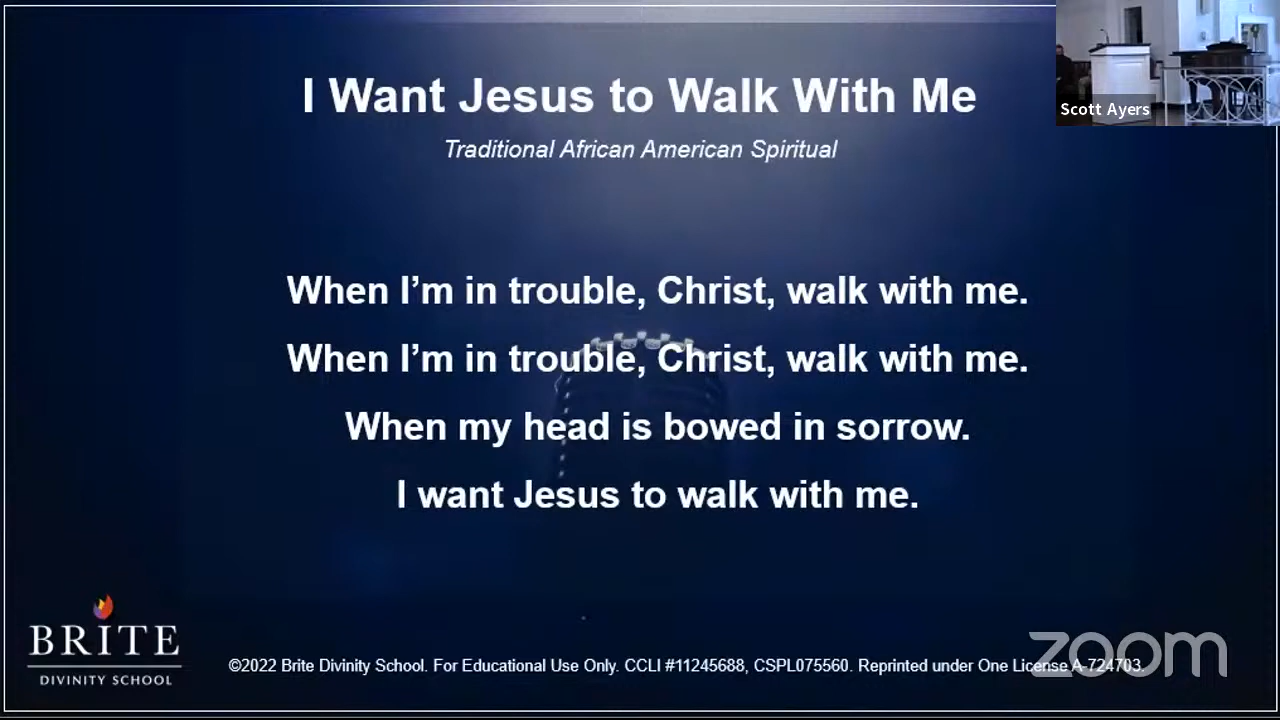 I Want Jesus to Walk With Me
Scott Ayers
Traditional African American Spiritual
When I’m in trouble, Christ, walk with me.
When I’m in trouble, Christ, walk with me.
When my head is bowed in sorrow.
I want Jesus to walk with me.
BRITE
DIVINITY SCHOOL
©2022 Brite Divinity School. For Educational Use Only. CCLI #11245688, CSPL075560. Reprinted under One License A-724703.
zoom